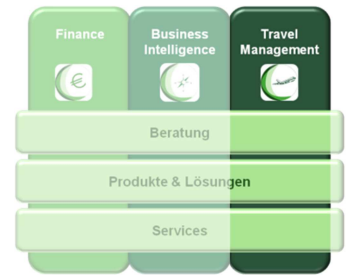 Finance
Business
Intelligence
Travel
Management
€
Beratung
Produkte & Lösungen
Services